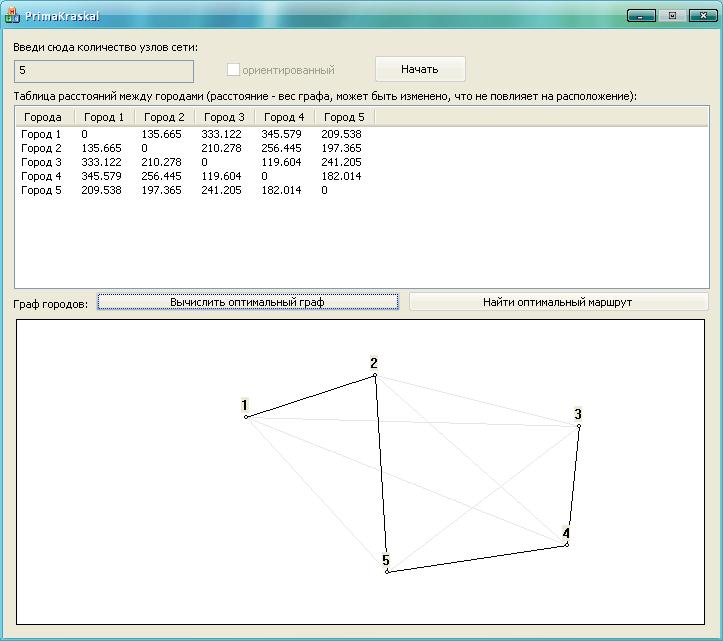 PrimaKraskal
Введи сюда количество узлов сети:
5 ориентированный Начать
Таблица расстояний между городами (расстояние - вес графа, может быть изменено, что не повлияет на расположение):
Города Город 1 Город 2 Город 3 Город 4 Город 5
Город 1 0 135.665 333.122 345.579 209.538
Город 2 135.665 0 210.278 256.445 197.365
Город 3 333.122 210.278 0 119.604 241.205
Город 4 345.579 256.445 119.604 0 182.014
Город 5 209.538 197.365 241.205 182.014 0
Граф городов: Вычислить оптимальный граф Найти оптимальный маршрут
2
1
3
4
5